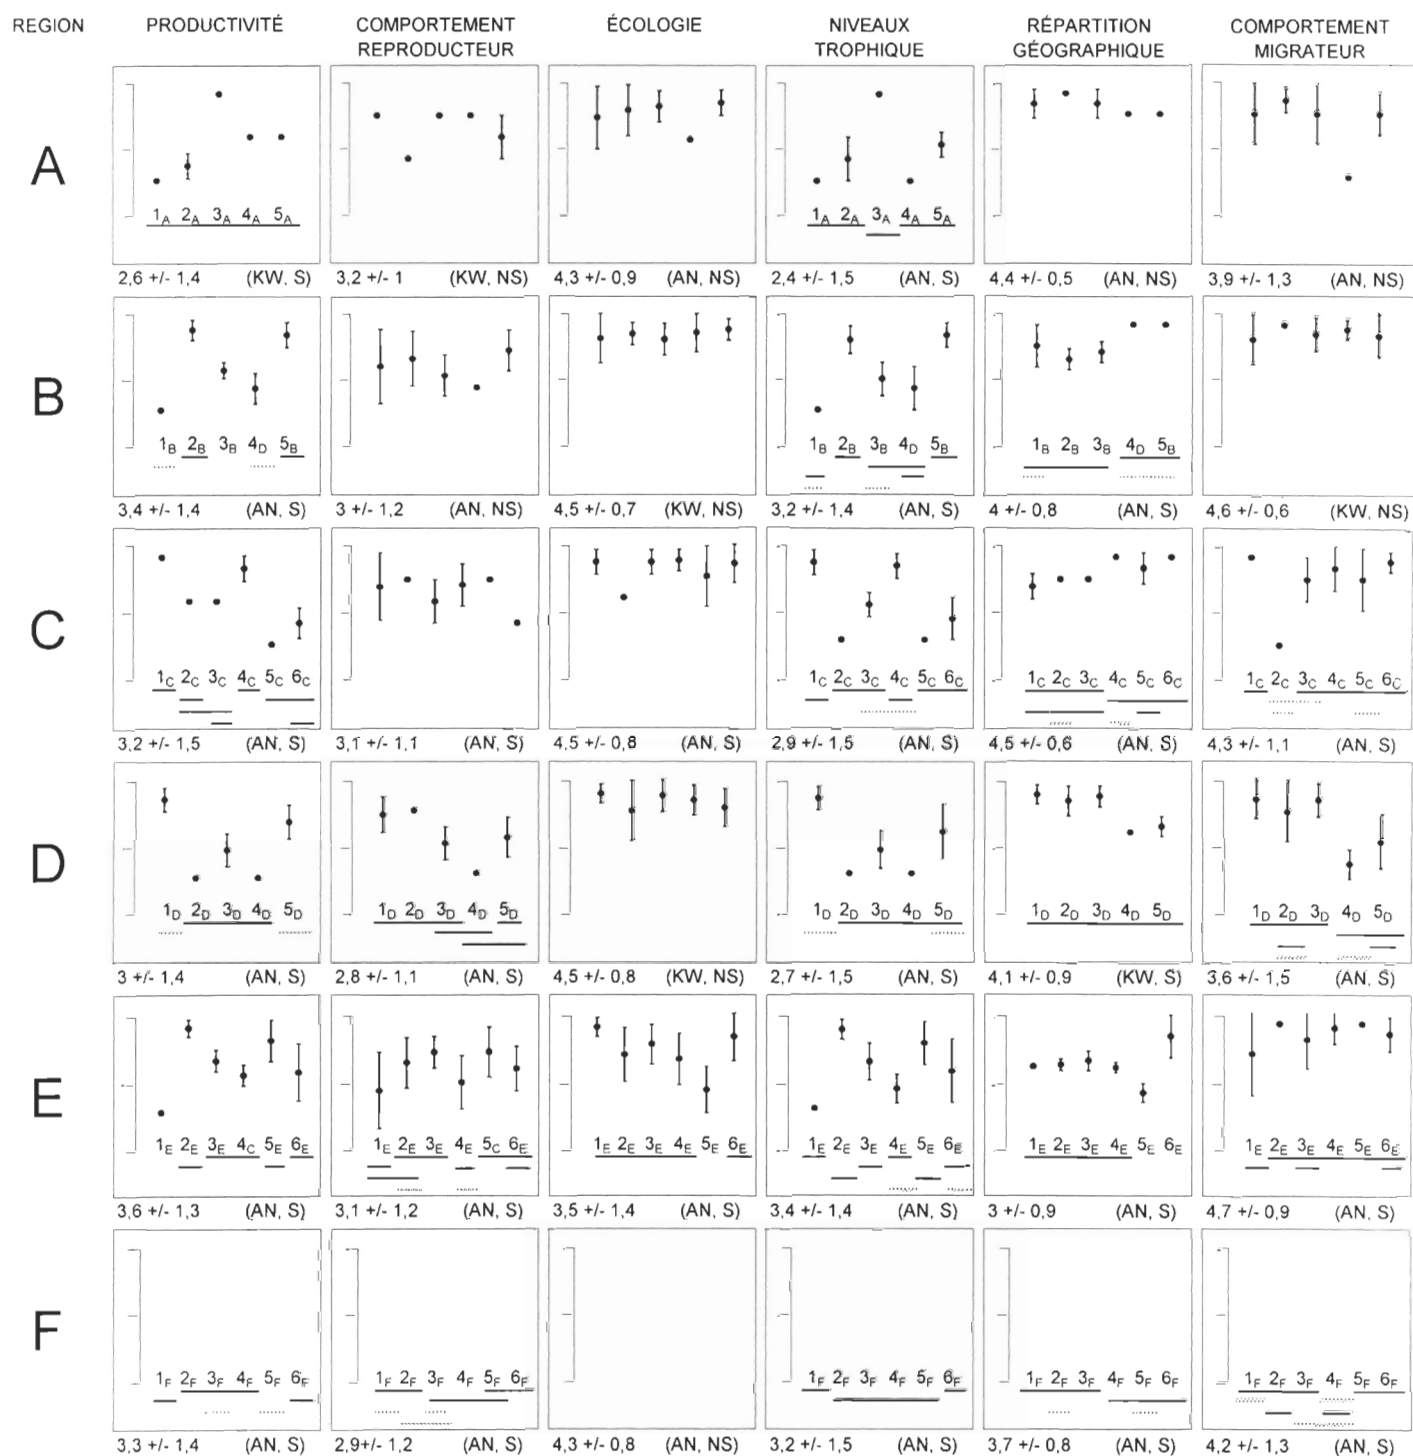 REGION PRODUCTIVITÉ COMPORTEMENT REPRODUCTEUR ÉCOLOGIE NIVEAUX TROPHIQUE RÉPARTITION GÉOGRAPHIQUE COMPORTEMENT MIGRATEUR
A
1A 2A 3A 4A 5A
1A 2A 3A 4A 5A
2,6 +/- 1,4 (KW, S) 3,2 +/- 1 (KW, NS) 4,3 +/- 0,9 (AN, NS) 2,4 +/- 1,5 (AN, S) 4,4 +/- 0,5 (AN, NS) 3,9 +/- 1,3 (AN, NS)
B
1B 2B 3B 4D 5B
1B 2B 3B 4D 5B
1B 2B 3B 4D 5B
3,4 +/- 1,4 (AN, S) 3 +/- 1,2 (AN, NS) 4,5 +/- 0,7 (KW, NS) 3,2 +/- 1,4 (AN, S) 4 +/- 0,8 (AN, S) 4,6 +/- 0,6 (KW, NS)
C
1C 2C 3C 4C 5C 6C
1C 2C 3C 4C 5C 6C
1C 2C 3C 4C 5C 6C
1C 2C 3C 4C 5C 6C
3,2 +/- 1,5 (AN, S) 3,1 +/- 1,1 (AN, S) 4,5 +/- 0,8 (AN, S) 2,9 +/- 1,5 (AN, S) 4,5 +/- 0,6 (AN, S) 4,3 +/- 1,1 (AN, S)
D
1D 2D 3D 4D 5D
1D 2D 3D 4D 5D
1D 2D 3D 4D 5D
1D 2D 3D 4D 5D
1D 2D 3D 4D 5D
3 +/- 1,4 (AN, S) 2,8 +/- 1,1 (AN, S) 4,5 +/- 0,8 (KW, NS) 2,7 +/- 1,5 (AN, S) 4,1 +/- 0,9 (KW, S) 3,6 +/- 1,5 (AN, S)
E
1E 2E 3E 4C 5E 6E
1E 2E 3E 4E 5C 6E
1E 2E 3E 4E 5E 6E
1E 2E 3E 4E 5E 6E
1E 2E 3E 4E 5E 6E
1E 2E 3E 4E 5E 6E
3,6 +/- 1,3 (AN, S) 3,1 +/- 1,2 (AN, S) 3,5 +/- 1,4 (AN, S) 3,4 +/- 1,4 (AN, S) 3 +/- 0,9 (AN, S) 4,7 +/- 0,9 (AN, S)
F
1F 2F 3F 4F 5F 6F
1F 2F 3F 4F 5F 6F
1F 2F 3F 4F 5F 6F
1F 2F 3F 4F 5F 6F
1F 2F 3F 4F 5F 6F
3,3 +/- 1,4 (AN, S) 2,9+/- 1,2 (AN, S) 4,3 +/- 0,8 (AN, NS) 3,2 +/- 1,5 (AN, S) 3,7 +/- 0,8 (AN, S) 4,2 +/- 1,3 (AN, S)